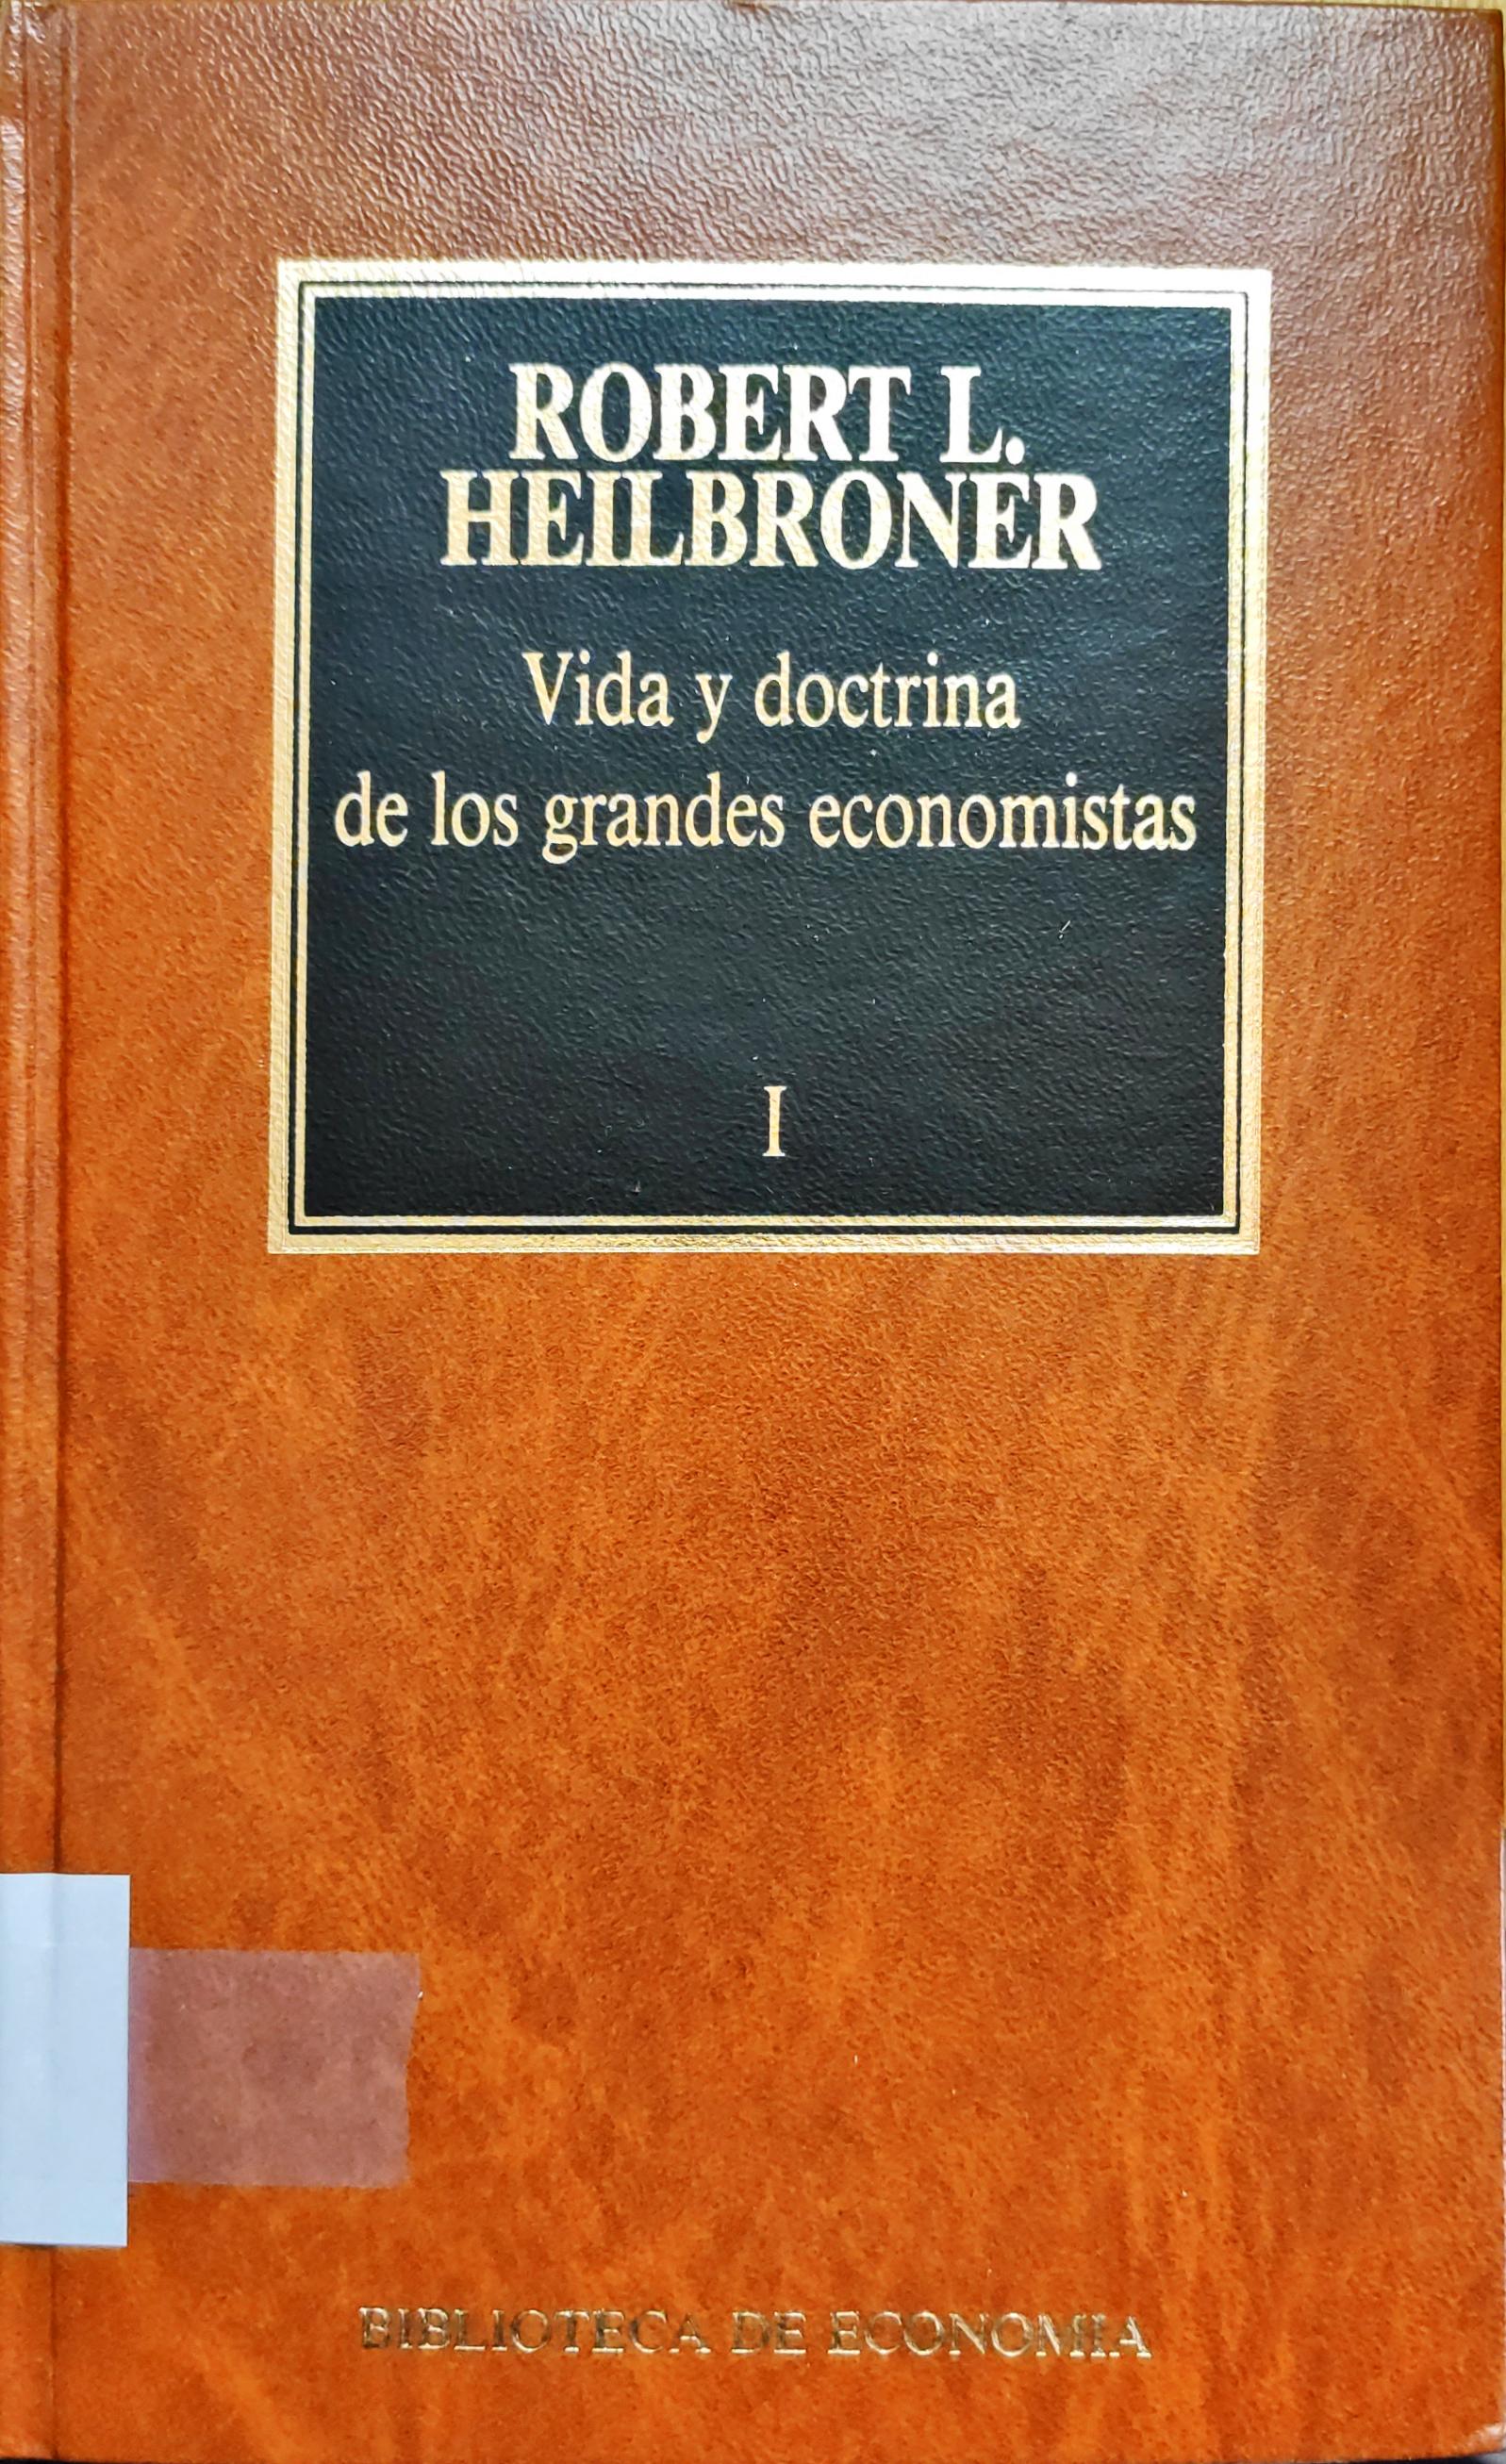 ROBERT L.
HEILBRONER
Vida y doctrina
de los grandes economistas
I
BIBLIOTECA DE ECONOMIA